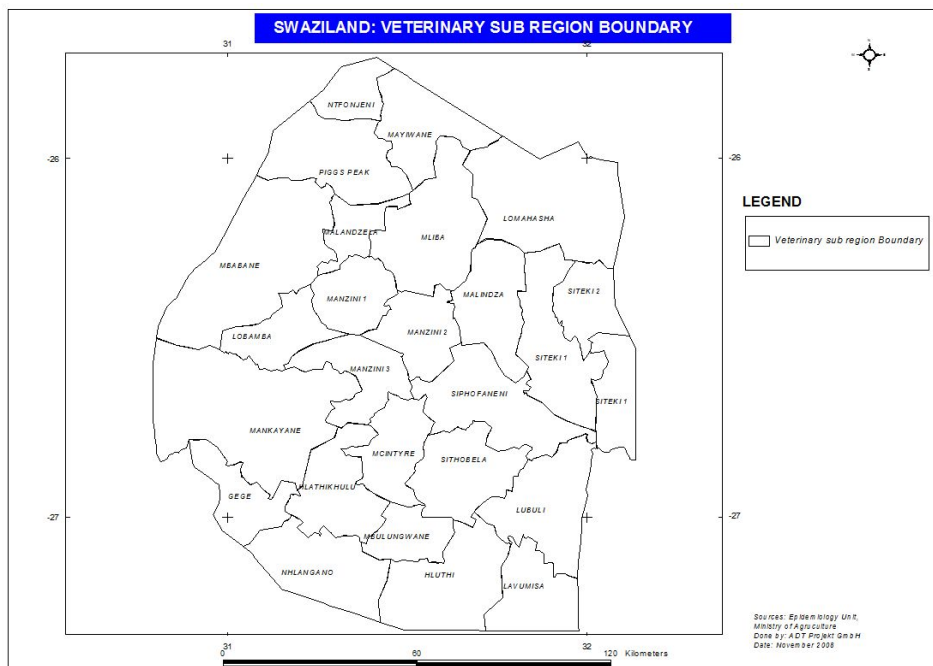 SWAZILAND: VETERINARY SUB REGION BOUNDARY
31
32
NTFONJENI
MAYIWANE
-26
-26
PIGGS PEAK
LEGEND
LOMAHASHA
MALANDZELA
MLIBA
Veterinary sub region Boundary
MBABANE
SITEKI 2
MALINDZA
MANZINI 1
MANZINI 2
LOBAMBA
SITEKI 1
MANZINI 3
SIPHOFANENI
SITEKI 1
MANKAYANE
MCINTYRE
SITHOBELA
HLATHIKHULU
GEGE
LUBULI
-27
-27
MBULUNGWANE
NHLANGANO
HLUTHI
LAVUMISA
Sources: Epidemiology Unit,
Ministry of Agruculture
Done by: ADT Projekt GmbH
Date: November 2008
31
32
0
60
120 Kilometers